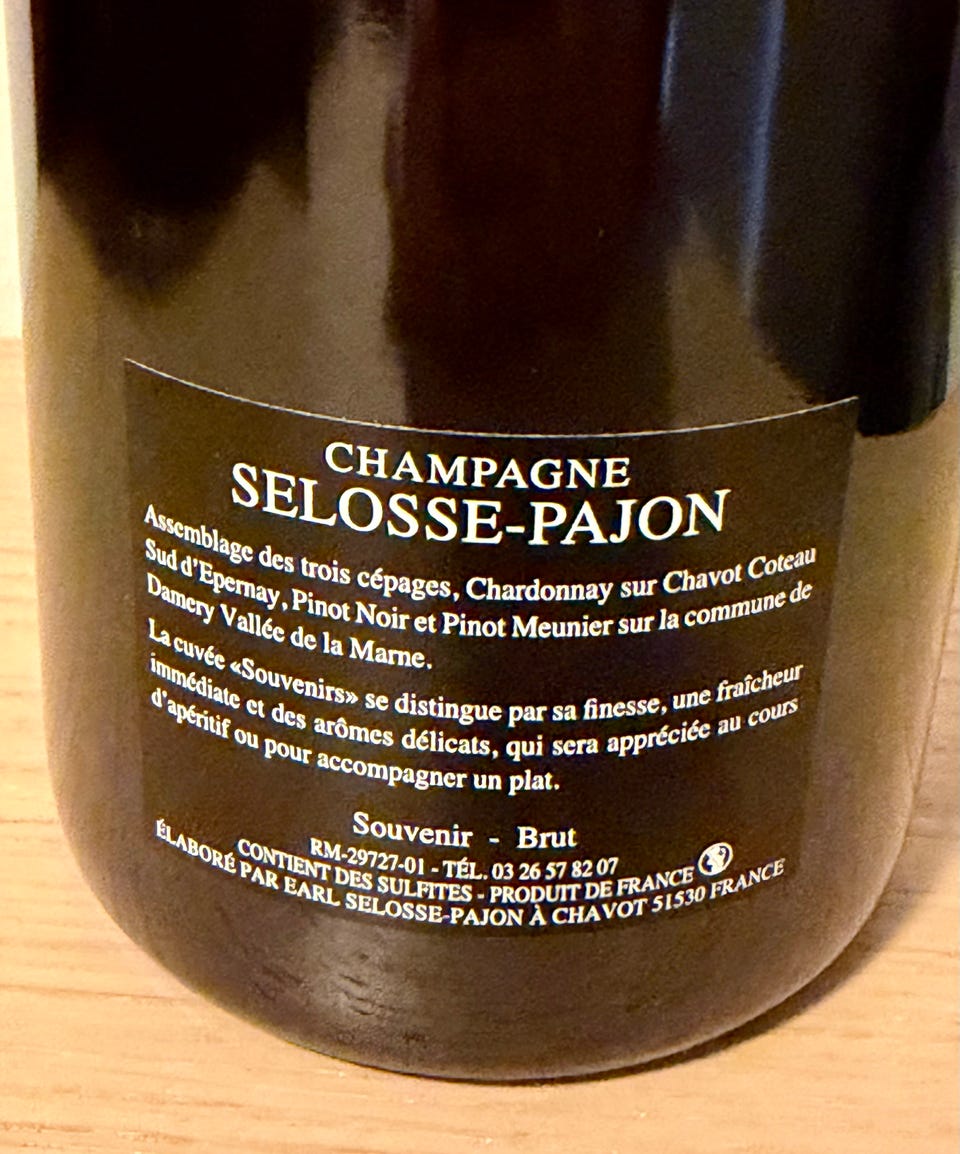 CHAMPAGNE
SELOSSE-PAJON
Assemblage des trois cépages, Chardonnay sur Chavot Coteau
Sud d'Epernay, Pinot Noir et Pinot Meunier sur la commune de
Damery Vallée de la Marne.
La cuvée «Souvenirs» se distingue par sa finesse, une fraîcheur
immédiate et des arômes délicats, qui sera appréciée au cours
d'apéritif ou pour accompagner un plat.
Souvenir - Brut
RM-29727-01 - TÉL. 03 26 57 82 07
CONTIENT DES SULFITES - PRODUIT DE FRANCE
ÉLABORÉ PAR EARL SELOSSE-PAJON À CHAVOT 51530 FRANCE